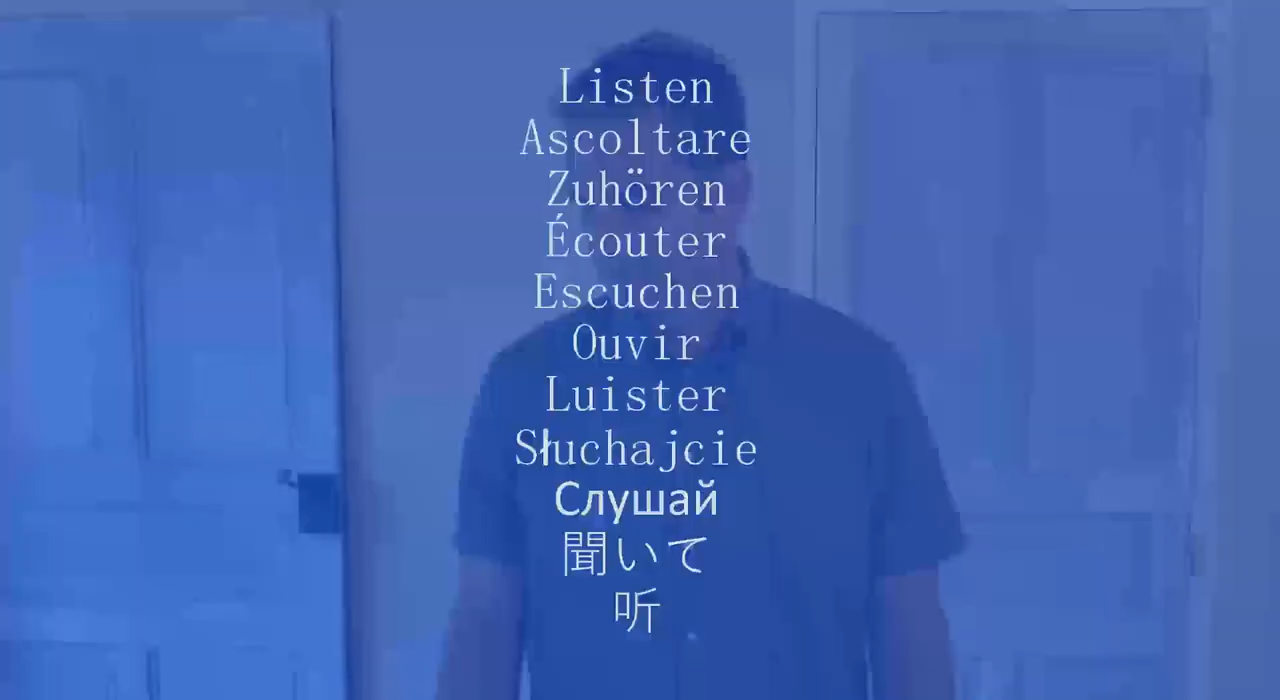 Listen
Ascoltare
Zuhören
Écouter
Escuchen
Ouvir
Luister
Słuchajcie
Слушай
聞いて
听